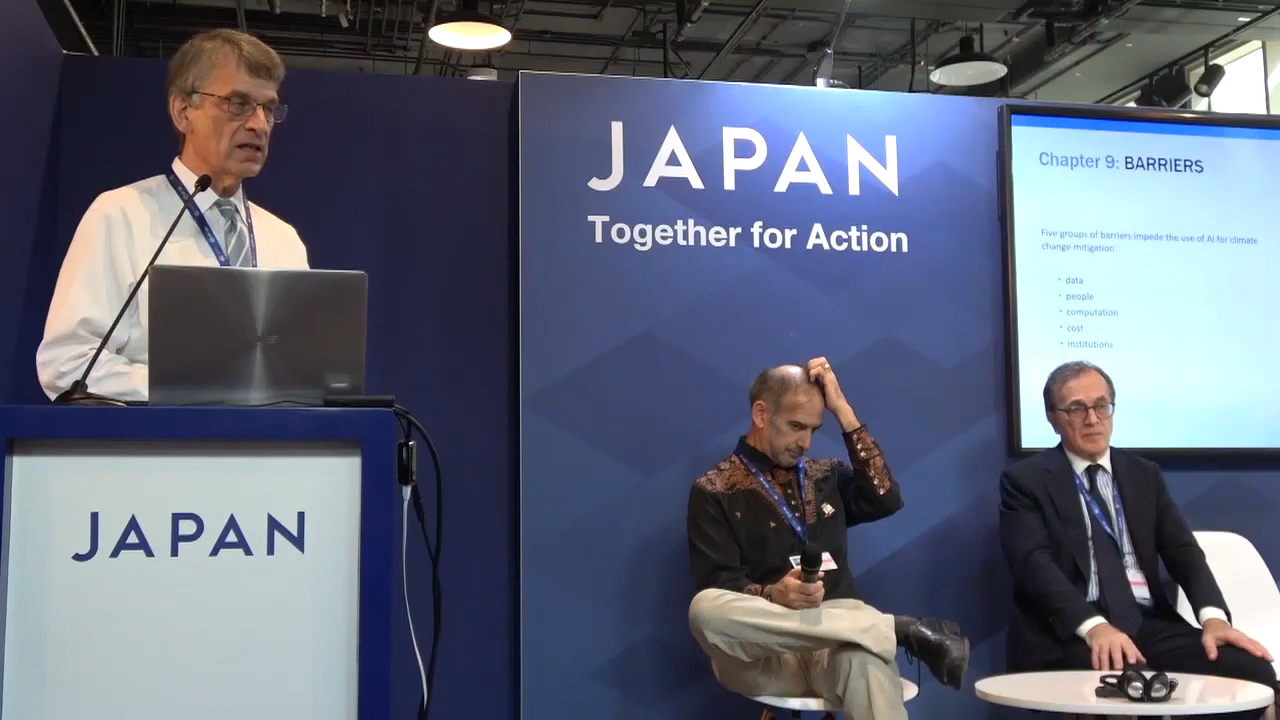 JAPAN
Together for Action
Chapter 9: BARRIERS
Five groups of barriers impede the use of AI for climate
change mitigation:
• data
• people
• computation
• cost
• institutions
JAPAN